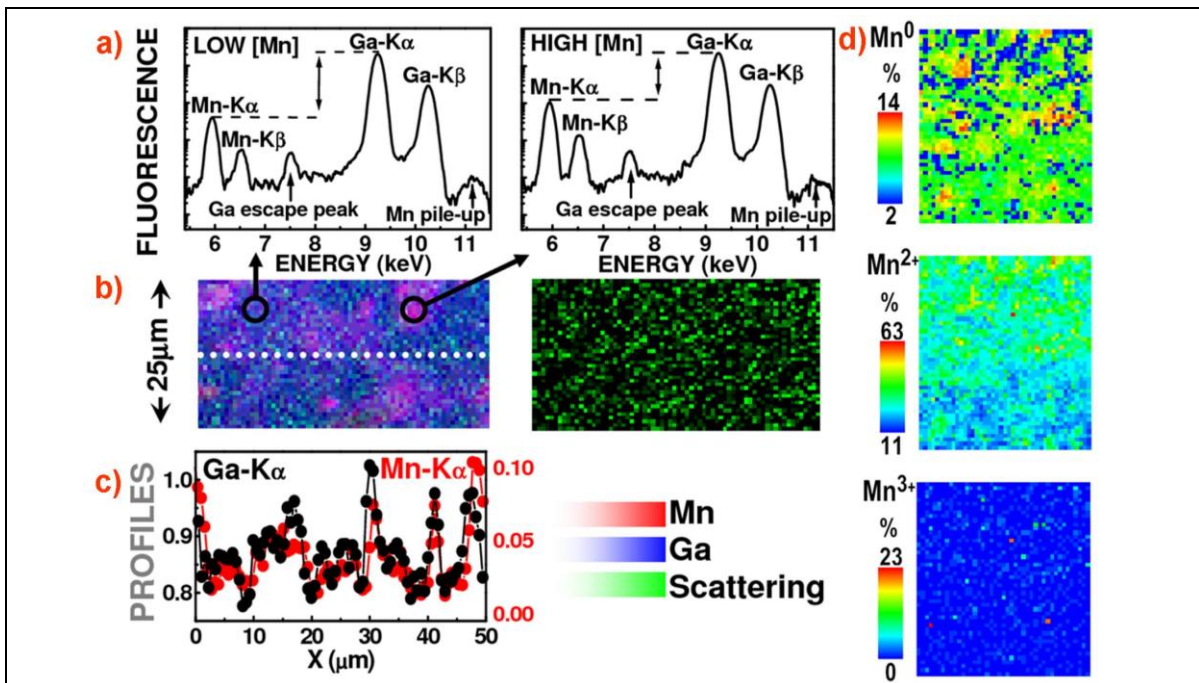 a)
FLUORESCENCE
LOW [Mn]
Ga-Kα
Ga-Kβ
Mn-Kα
Mn-Kβ
Ga escape peak
Mn pile-up
6 7 8 9 10 11
ENERGY (keV)
HIGH [Mn]
Ga-Kα
Ga-Kβ
Mn-Kα
Mn-Kβ
Ga escape peak
Mn pile-up
6 7 8 9 10 11
ENERGY (keV)
b)
25μm
c)
PROFILES
Ga-Kα Mn-Kα
1.0
0.9
0.8
0.10
0.05
0.00
0 10 20 30 40 50
X (μm)
Mn
Ga
Scattering
d)
Mn⁰
%
14
2
Mn²⁺
%
63
11
Mn³⁺
%
23
0